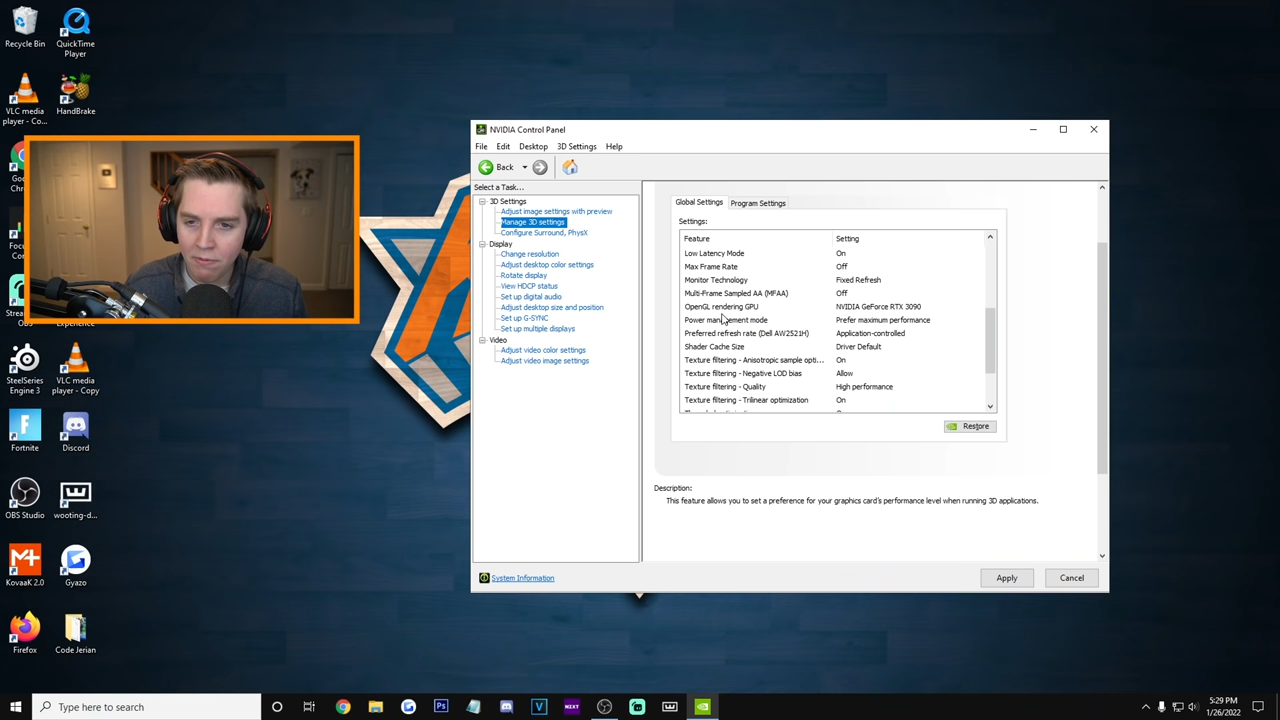 Recycle Bin
QuickTime
Player
VLC media
player - Co...
HandBrake
Goo
Ch
Focu
Strea
OBS
Experience
SteelSeries
Engine 3
VLC media
player - Copy
Fortnite
Discord
OBS Studio
wooting-d...
KovaaK 2.0
Gyazo
Firefox
Code Jerian
NVIDIA Control Panel
File Edit Desktop 3D Settings Help
Back
Select a Task...
3D Settings
Adjust image settings with preview
Manage 3D settings
Configure Surround, PhysX
Display
Change resolution
Adjust desktop color settings
Rotate display
View HDCP status
Set up digital audio
Adjust desktop size and position
Set up G-SYNC
Set up multiple displays
Video
Adjust video color settings
Adjust video image settings
System Information
Global Settings Program Settings
Settings:
Feature Setting
Low Latency Mode On
Max Frame Rate Off
Monitor Technology Fixed Refresh
Multi-Frame Sampled AA (MFAA) Off
OpenGL rendering GPU NVIDIA GeForce RTX 3090
Power management mode Prefer maximum performance
Preferred refresh rate (Dell AW2521H) Application-controlled
Shader Cache Size Driver Default
Texture filtering - Anisotropic sample opti... On
Texture filtering - Negative LOD bias Allow
Texture filtering - Quality High performance
Texture filtering - Trilinear optimization On
Restore
Description:
This feature allows you to set a preference for your graphics card's performance level when running 3D applications.
Apply Cancel
Type here to search
5:29 PM
1/26/2022